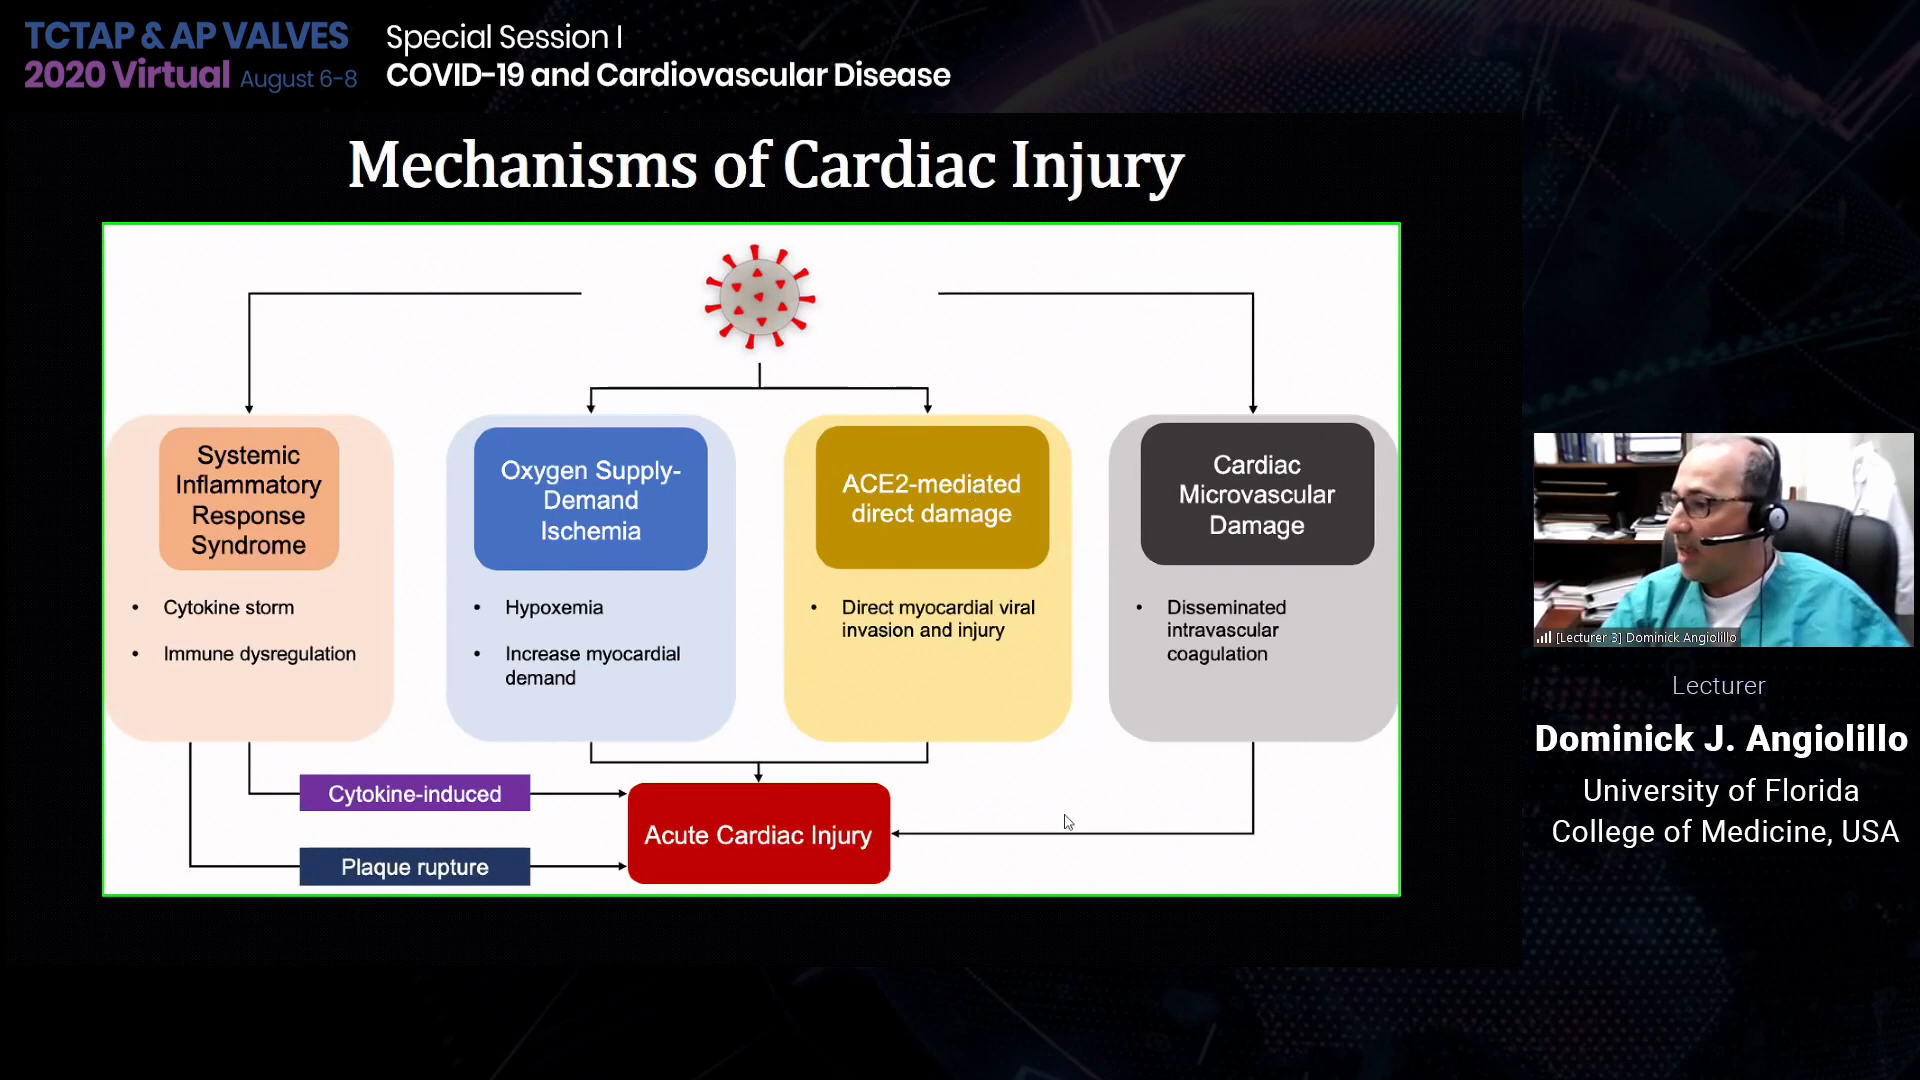 TCTAP & AP VALVES
2020 Virtual August 6-8
Special Session I
COVID-19 and Cardiovascular Disease
Mechanisms of Cardiac Injury
Systemic
Inflammatory
Response
Syndrome
• Cytokine storm
• Immune dysregulation
Oxygen Supply-
Demand
Ischemia
• Hypoxemia
• Increase myocardial
demand
ACE2-mediated
direct damage
• Direct myocardial viral
invasion and injury
Cardiac
Microvascular
Damage
• Disseminated
intravascular
coagulation
Cytokine-induced
Plaque rupture
Acute Cardiac Injury
[Lecturer 3] Dominick Angiolillo
Lecturer
Dominick J. Angiolillo
University of Florida
College of Medicine, USA